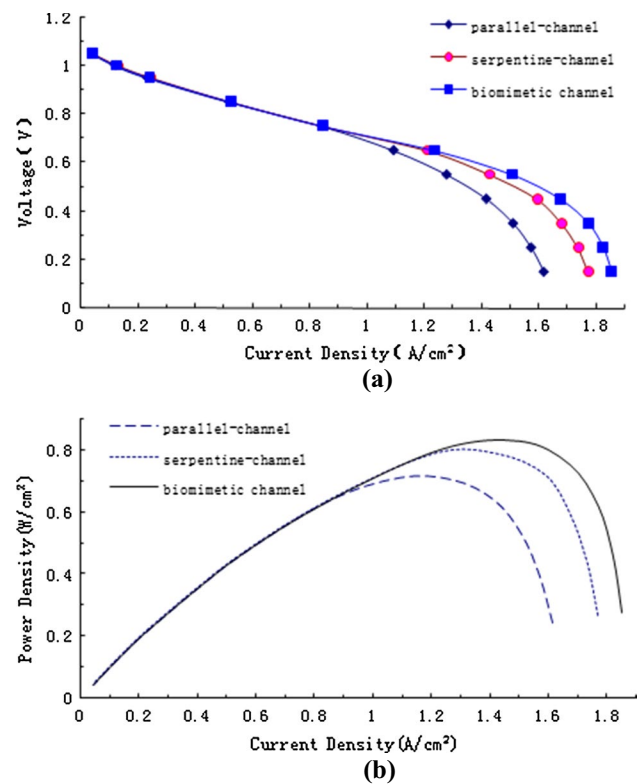 1.2
1
0.8
0.6
0.4
0.2
0
Voltage(V)
parallel-channel
serpentine-channel
biomimetic channel
0 0.2 0.4 0.6 0.8 1 1.2 1.4 1.6 1.8
Current Density(A/cm²)
(a)
0.8
0.6
0.4
0.2
0
Power Density(W/cm²)
parallel-channel
serpentine-channel
biomimetic channel
0 0.2 0.4 0.6 0.8 1 1.2 1.4 1.6 1.8
Current Density(A/cm²)
(b)